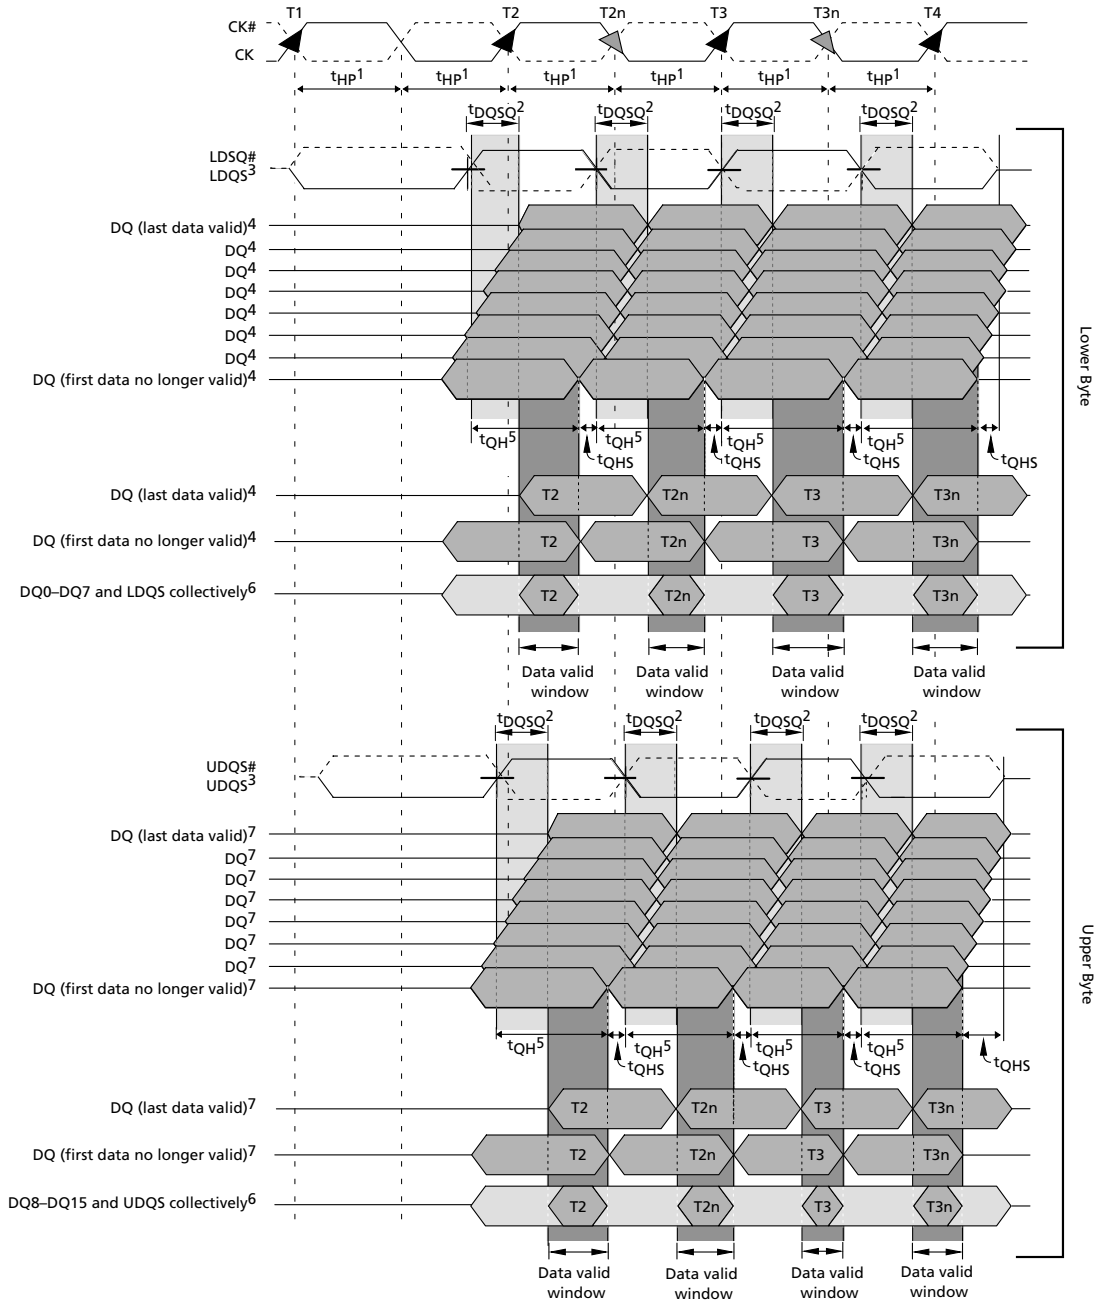 T1 T2 T2n T3 T3n T4
CK#
CK
tHP1 tHP1 tHP1 tHP1 tHP1 tHP1
tDQSQ2 tDQSQ2 tDQSQ2 tDQSQ2
LDSQ#
LDQS3
DQ (last data valid)4
DQ4
DQ4
DQ4
DQ4
DQ4
DQ4
DQ (first data no longer valid)4
Lower Byte
tQH5 tQH5 tQH5 tQH5
tQHS tQHS tQHS tQHS
DQ (last data valid)4 T2 T2n T3 T3n
DQ (first data no longer valid)4 T2 T2n T3 T3n
DQ0–DQ7 and LDQS collectively6 T2 T2n T3 T3n
Data valid Data valid Data valid Data valid
window window window window
tDQSQ2 tDQSQ2 tDQSQ2 tDQSQ2
UDQS#
UDQS3
DQ (last data valid)7
DQ7
DQ7
DQ7
DQ7
DQ7
DQ7
DQ (first data no longer valid)7
Upper Byte
tQH5 tQH5 tQH5 tQH5
tQHS tQHS tQHS tQHS
DQ (last data valid)7 T2 T2n T3 T3n
DQ (first data no longer valid)7 T2 T2n T3 T3n
DQ8–DQ15 and UDQS collectively6 T2 T2n T3 T3n
Data valid Data valid Data valid Data valid
window window window window